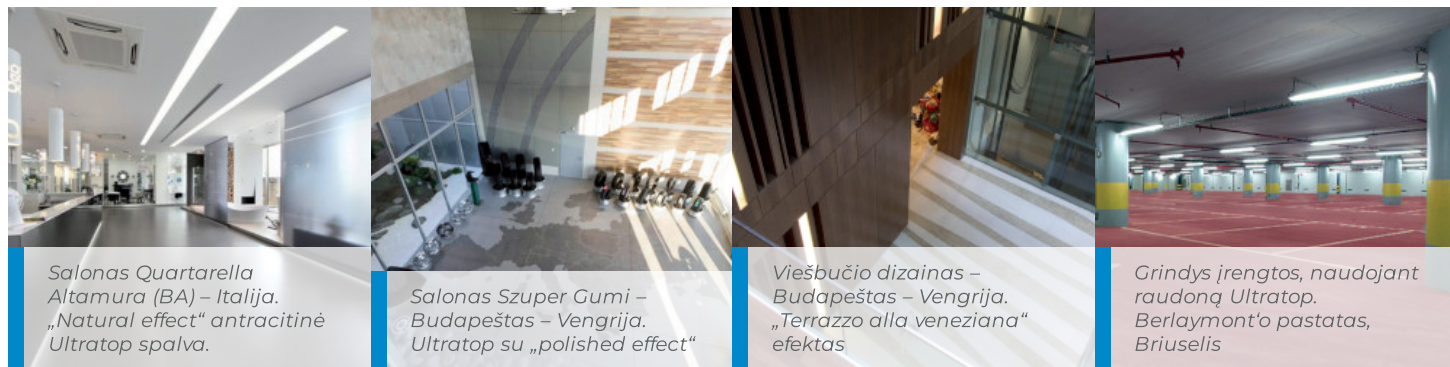 Salonas Quartarella
Altamura (BA) – Italija.
„Natural effect“ antracitinė
Ultratop spalva.
Salonas Szuper Gumi –
Budapeštas – Vengrija.
Ultratop su „polished effect“
Viešbučio dizainas –
Budapeštas – Vengrija.
„Terrazzo alla veneziana“
efektas
Grindys įrengtos, naudojant
raudoną Ultratop.
Berlaymont‘o pastatas,
Briuselis